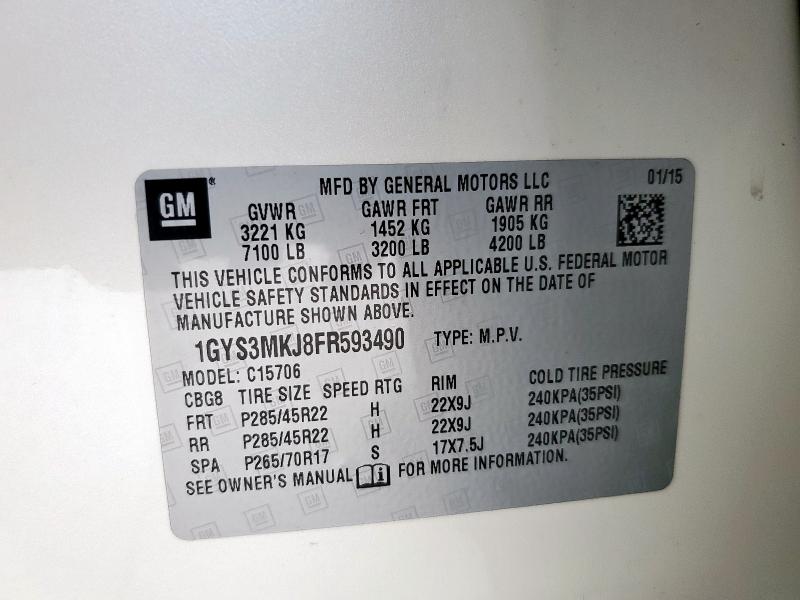 GM® MFD BY GENERAL MOTORS LLC 01/15
GVWR GAWR FRT GAWR RR
3221 KG 1452 KG 1905 KG
7100 LB 3200 LB 4200 LB
THIS VEHICLE CONFORMS TO ALL APPLICABLE U.S. FEDERAL MOTOR
VEHICLE SAFETY STANDARDS IN EFFECT ON THE DATE OF
MANUFACTURE SHOWN ABOVE.
1GYS3MKJ8FR593490 TYPE: M.P.V.
MODEL: C15706
CBG8 TIRE SIZE SPEED RTG RIM COLD TIRE PRESSURE
FRT P285/45R22 H 22X9J 240KPA(35PSI)
RR P285/45R22 H 22X9J 240KPA(35PSI)
SPA P265/70R17 S 17X7.5J 240KPA(35PSI)
SEE OWNER'S MANUAL i FOR MORE INFORMATION.